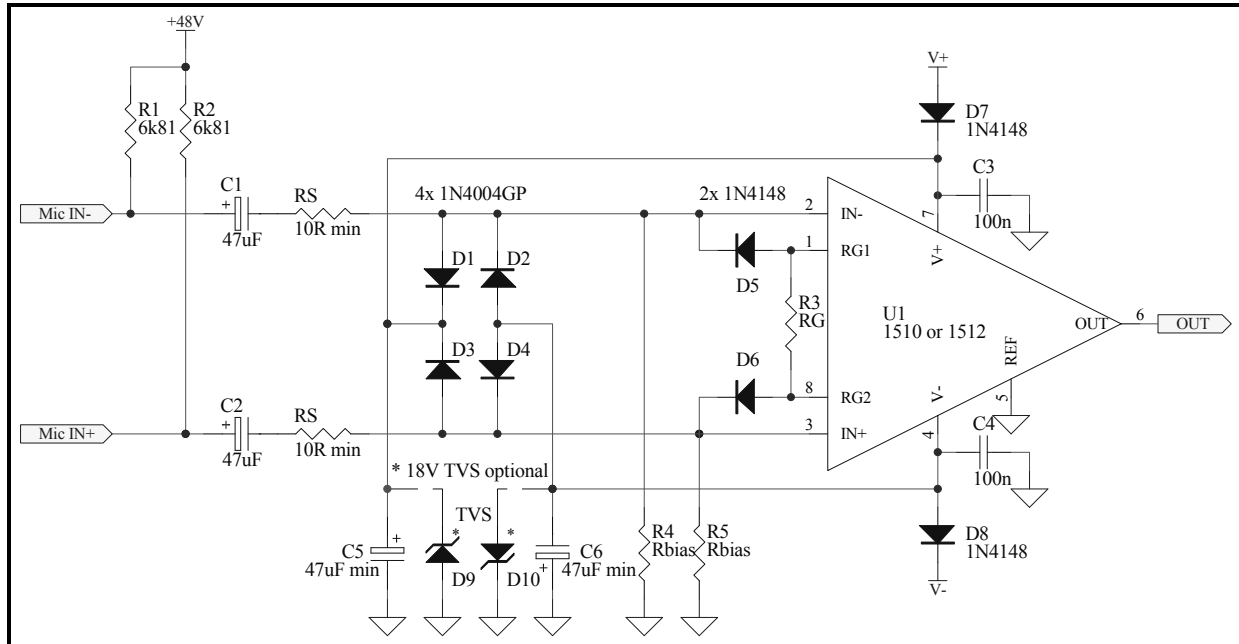 +48V
R1
6k81
R2
6k81
Mic IN-
C1
+
47uF
RS
10R min
4x 1N4004GP
2x 1N4148
V+
D7
1N4148
C3
100n
D1
D2
D3
D4
D5
D6
R3
RG
2
IN-
1
RG1
8
RG2
3
IN+
7
V+
U1
1510 or 1512
OUT
6
OUT
REF
5
V-
4
C4
100n
Mic IN+
C2
+
47uF
RS
10R min
* 18V TVS optional
TVS
C5
+
47uF min
*
D9
*
D10
C6
+
47uF min
R4
Rbias
R5
Rbias
D8
1N4148
V-